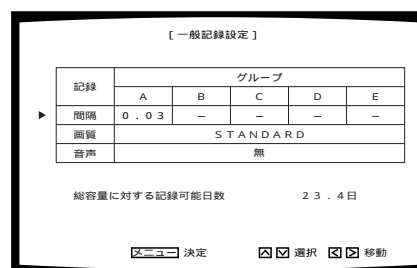 [ 一般記録設定 ]
記録 グループ
A B C D E
▶ 間隔 0.03 – – – –
画質 STANDARD
音声 無
総容量に対する記録可能日数 23.4日
メニュー 決定 選択 移動